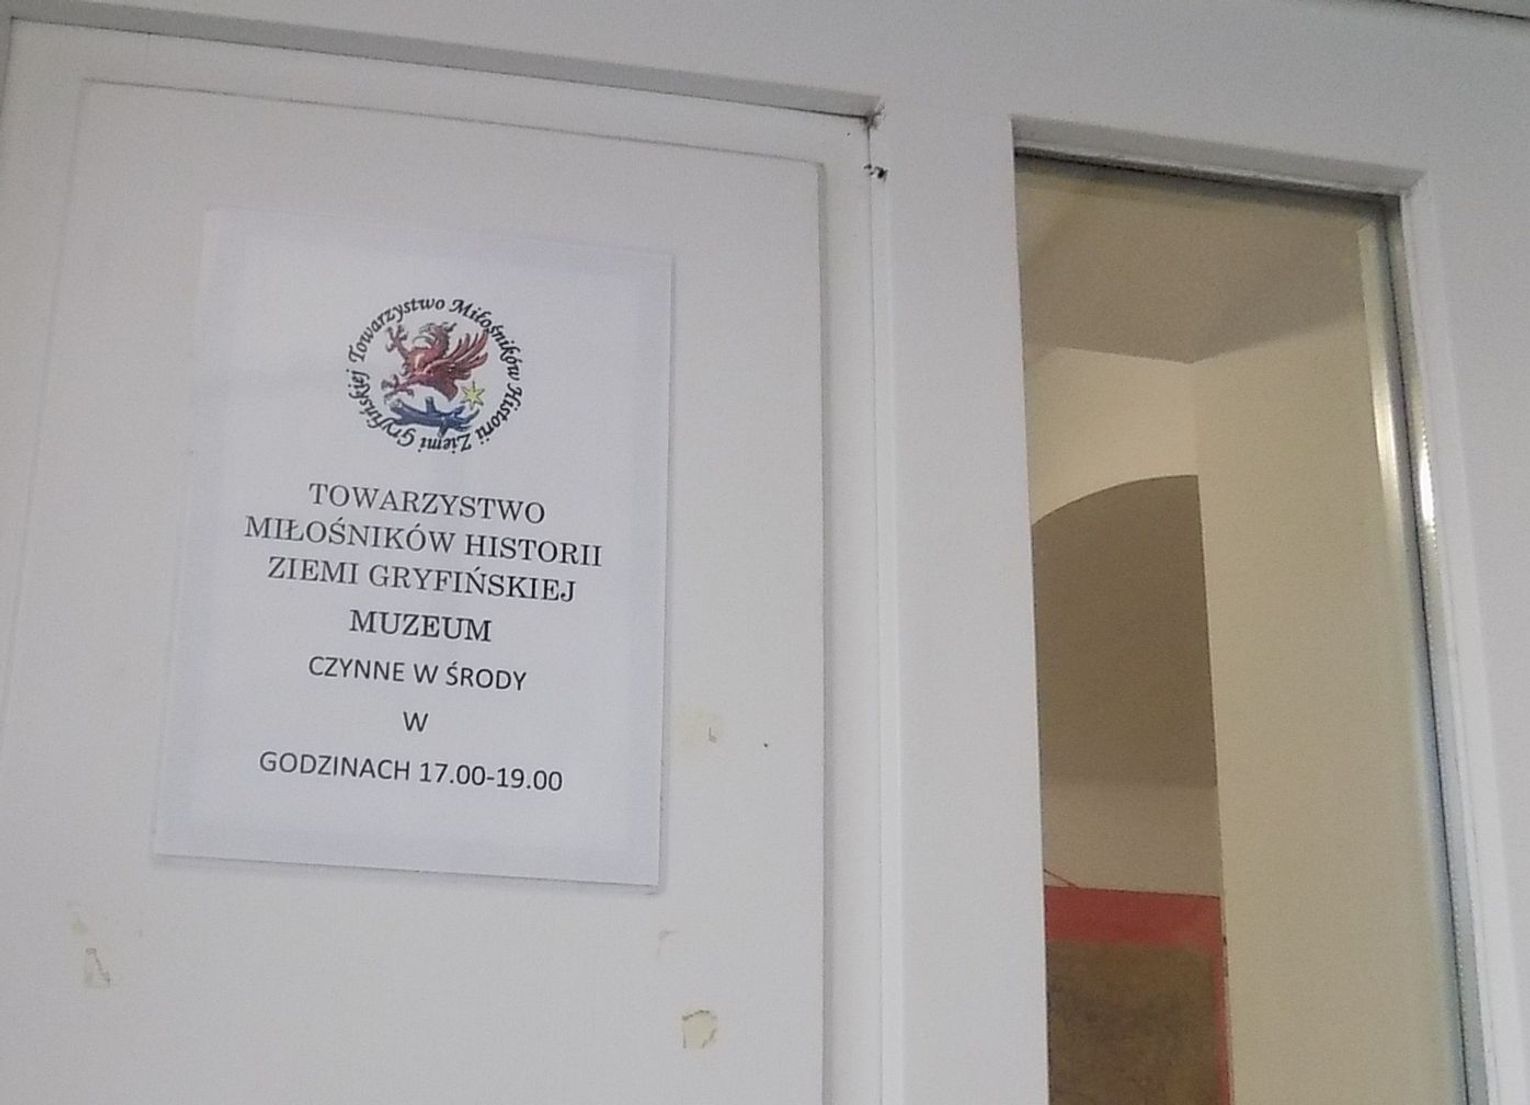 Towarzystwo Miłośników Historii Ziemi Gryfińskiej
TOWARZYSTWO
MIŁOŚNIKÓW HISTORII
ZIEMI GRYFIŃSKIEJ
MUZEUM
CZYNNE W ŚRODY
W
GODZINACH 17.00-19.00